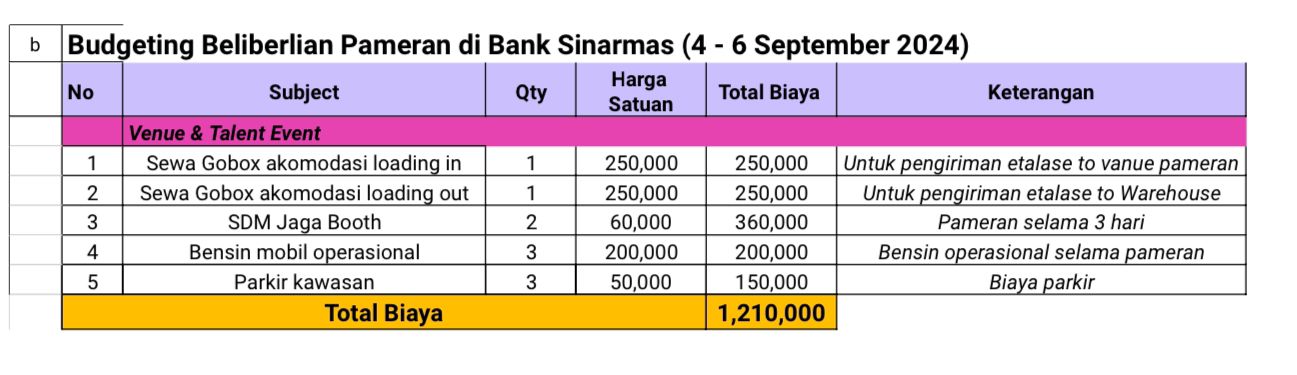 b Budgeting Beliberlian Pameran di Bank Sinarmas (4 - 6 September 2024)
No Subject Qty Harga Satuan Total Biaya Keterangan
Venue & Talent Event
1 Sewa Gobox akomodasi loading in 1 250,000 250,000 Untuk pengiriman etalase to vanue pameran
2 Sewa Gobox akomodasi loading out 1 250,000 250,000 Untuk pengiriman etalase to Warehouse
3 SDM Jaga Booth 2 60,000 360,000 Pameran selama 3 hari
4 Bensin mobil operasional 3 200,000 200,000 Bensin operasional selama pameran
5 Parkir kawasan 3 50,000 150,000 Biaya parkir
Total Biaya 1,210,000